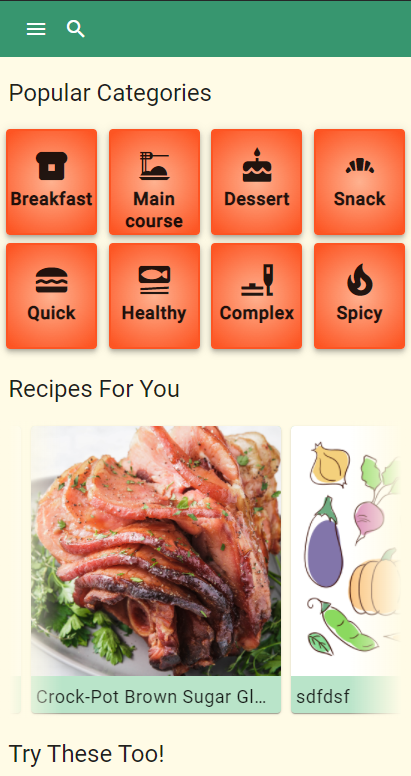 Popular Categories
Breakfast
Main
course
Dessert
Snack
Quick
Healthy
Complex
Spicy
Recipes For You
Crock-Pot Brown Sugar Gl...
sdfdsf
Try These Too!